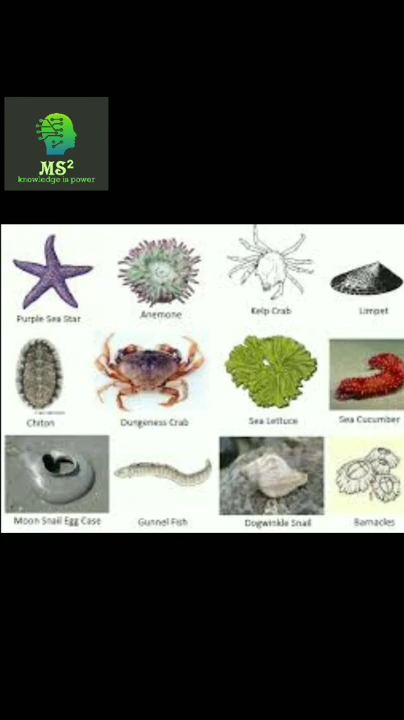 MS²
knowledge is power
Purple Sea Star
Anemone
Kelp Crab
Limpet
Chiton
Dungeness Crab
Sea Lettuce
Sea Cucumber
Moon Snail Egg Case
Gunnel Fish
Dogwinkle Snail
Barnacles